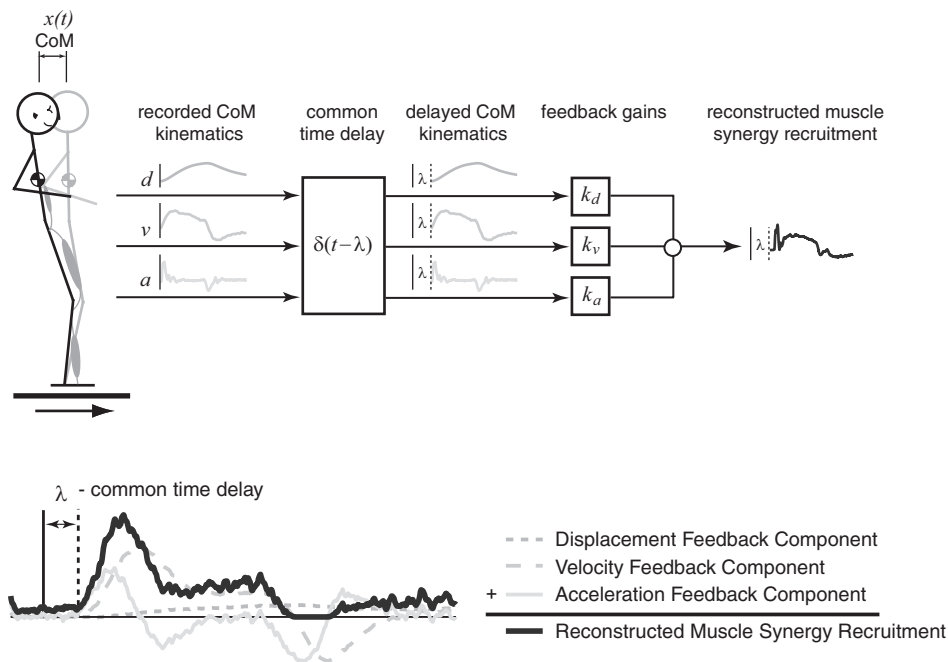 x(t)
CoM
recorded CoM
kinematics
common
time delay
delayed CoM
kinematics
feedback gains
reconstructed muscle
synergy recruitment
d
v
a
δ(t−λ)
λ
λ
λ
k_d
k_v
k_a
λ
λ - common time delay
Displacement Feedback Component
Velocity Feedback Component
+ Acceleration Feedback Component
Reconstructed Muscle Synergy Recruitment